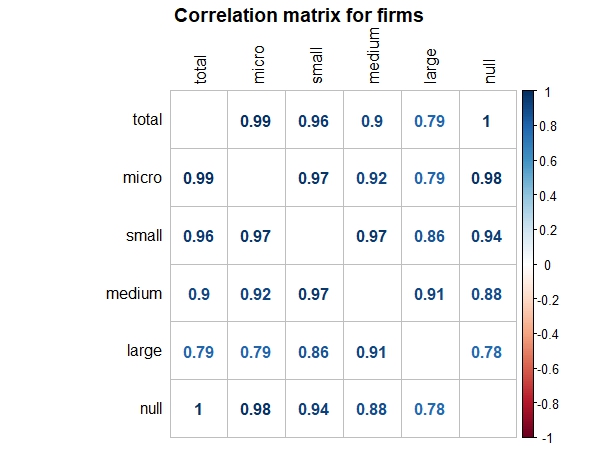 Correlation matrix for firms
total micro small medium large null
total 0.99 0.96 0.9 0.79 1
micro 0.99 0.97 0.92 0.79 0.98
small 0.96 0.97 0.97 0.86 0.94
medium 0.9 0.92 0.97 0.91 0.88
large 0.79 0.79 0.86 0.91 0.78
null 1 0.98 0.94 0.88 0.78
1
0.8
0.6
0.4
0.2
0
-0.2
-0.4
-0.6
-0.8
-1